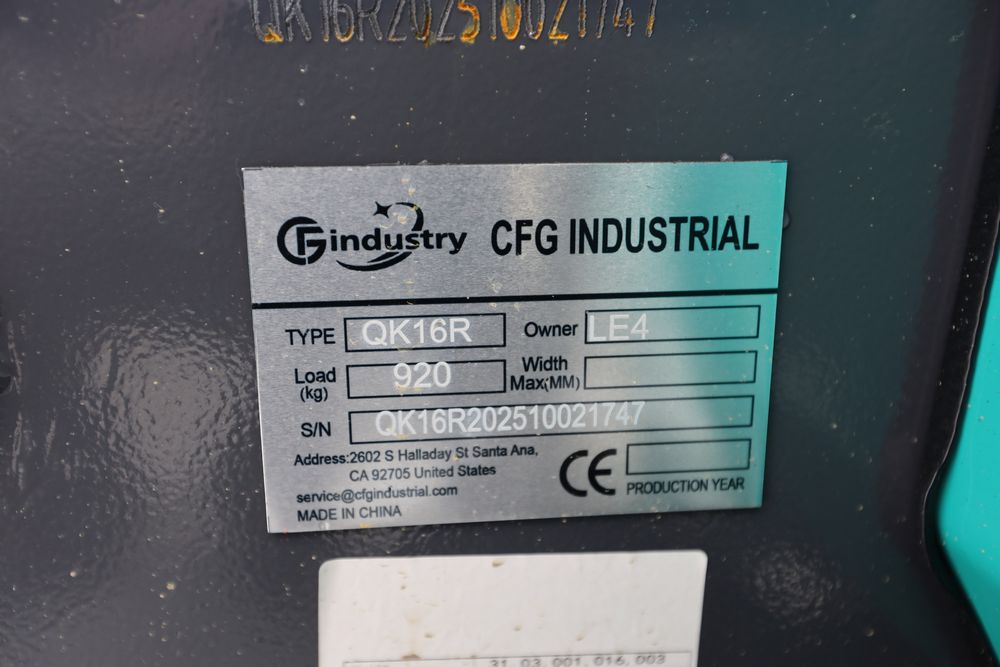 QK16R202510021747
CFG industry CFG INDUSTRIAL
TYPE QK16R Owner LE4
Load (kg) 920 Width Max(MM)
S/N QK16R202510021747
Address:2602 S Halladay St Santa Ana,
CA 92705 United States
service@cfgindustrial.com
MADE IN CHINA
CE PRODUCTION YEAR
31.03.001.016.003